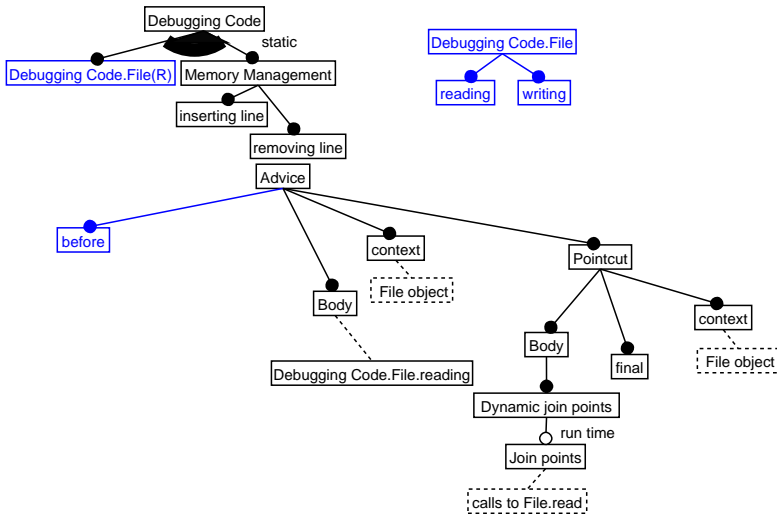 Debugging Code
static
Debugging Code.File
Debugging Code.File(R)
Memory Management
reading
writing
inserting line
removing line
Advice
before
context
Pointcut
File object
Body
context
Body
final
File object
Debugging Code.File.reading
Dynamic join points
run time
Join points
calls to File.read